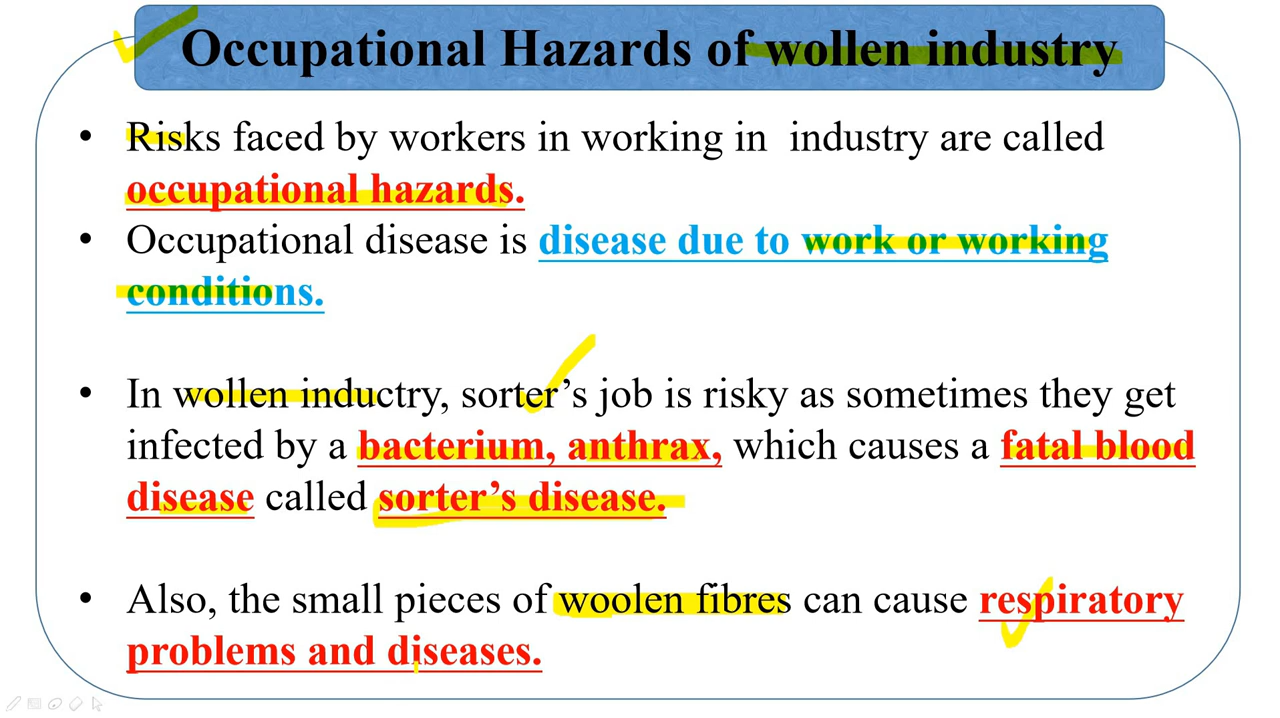 Occupational Hazards of wollen industry
• Risks faced by workers in working in industry are called
occupational hazards.
• Occupational disease is disease due to work or working
conditions.
• In wollen inductry, sorter's job is risky as sometimes they get
infected by a bacterium, anthrax, which causes a fatal blood
disease called sorter's disease.
• Also, the small pieces of woolen fibres can cause respiratory
problems and diseases.